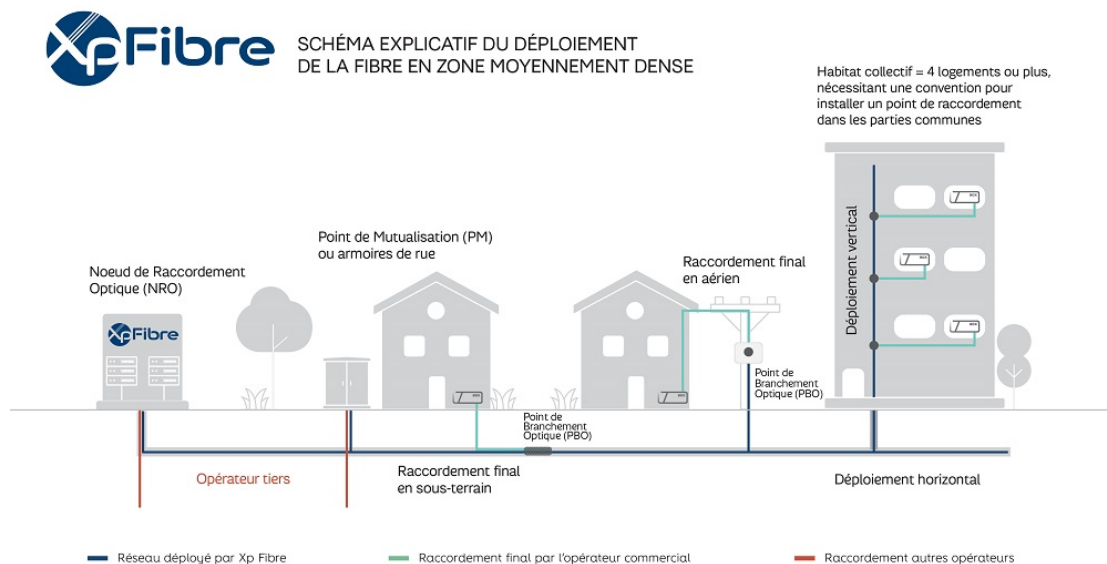 XpFibre
SCHÉMA EXPLICATIF DU DÉPLOIEMENT
DE LA FIBRE EN ZONE MOYENNEMENT DENSE
Habitat collectif = 4 logements ou plus,
nécessitant une convention pour
installer un point de raccordement
dans les parties communes
Point de Mutualisation (PM)
ou armoires de rue
Noeud de Raccordement
Optique (NRO)
Raccordement final
en aérien
Déploiement vertical
XpFibre
Point de
Branchement
Optique (PBO)
Point de
Branchement
Optique (PBO)
Opérateur tiers
Raccordement final
en sous-terrain
Déploiement horizontal
Réseau déployé par Xp Fibre
Raccordement final par l'opérateur commercial
Raccordement autres opérateurs